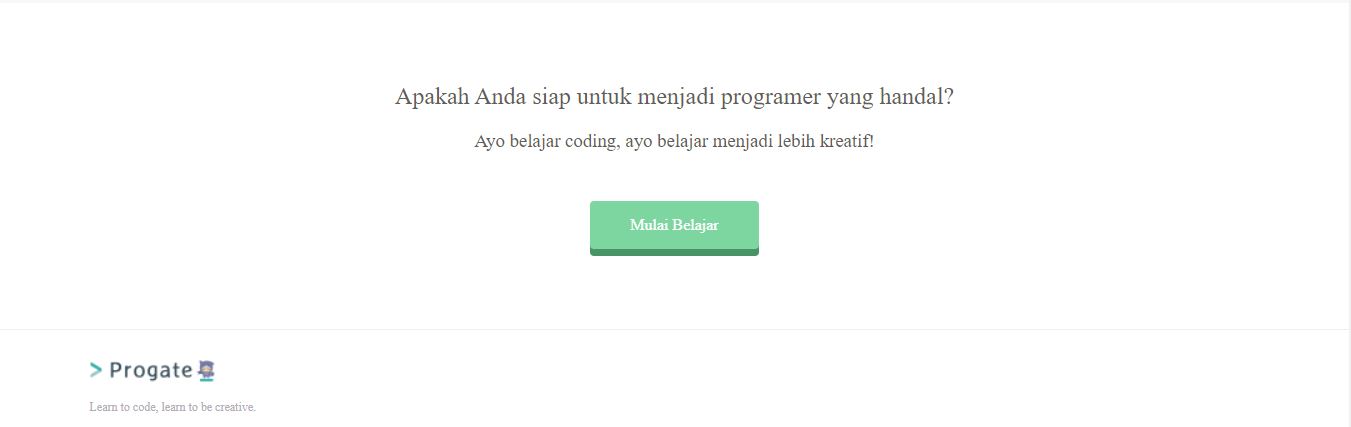 Apakah Anda siap untuk menjadi programer yang handal?
Ayo belajar coding, ayo belajar menjadi lebih kreatif!
Mulai Belajar
> Progate
Learn to code, learn to be creative.